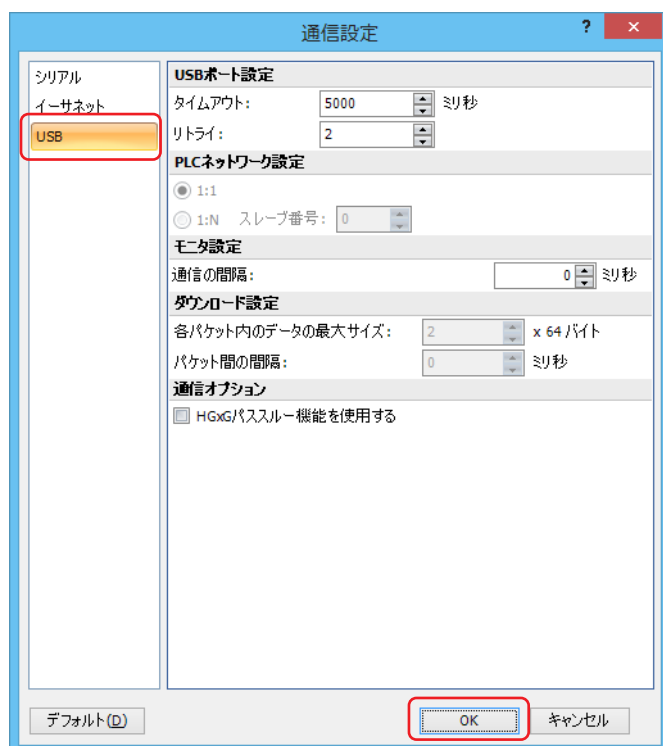 通信設定
? ×
シリアル
イーサネット
USB
USBポート設定
タイムアウト: 5000 ミリ秒
リトライ: 2
PLCネットワーク設定
1:1
1:N スレーブ番号: 0
モニタ設定
通信の間隔: 0 ミリ秒
ダウンロード設定
各パケット内のデータの最大サイズ: 2 x 64 バイト
パケット間の間隔: 0 ミリ秒
通信オプション
HGxGパススルー機能を使用する
デフォルト(D) OK キャンセル